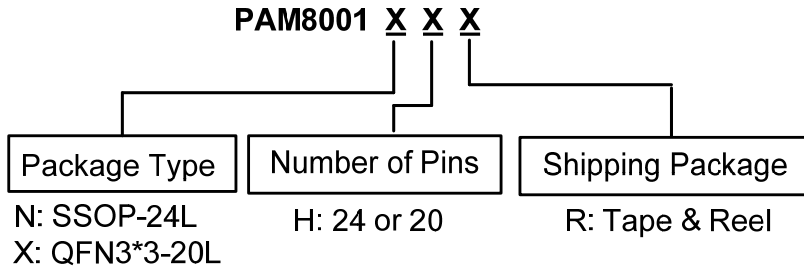 PAM8001 X X X
Package Type
Number of Pins
Shipping Package
N: SSOP-24L
H: 24 or 20
R: Tape & Reel
X: QFN3*3-20L